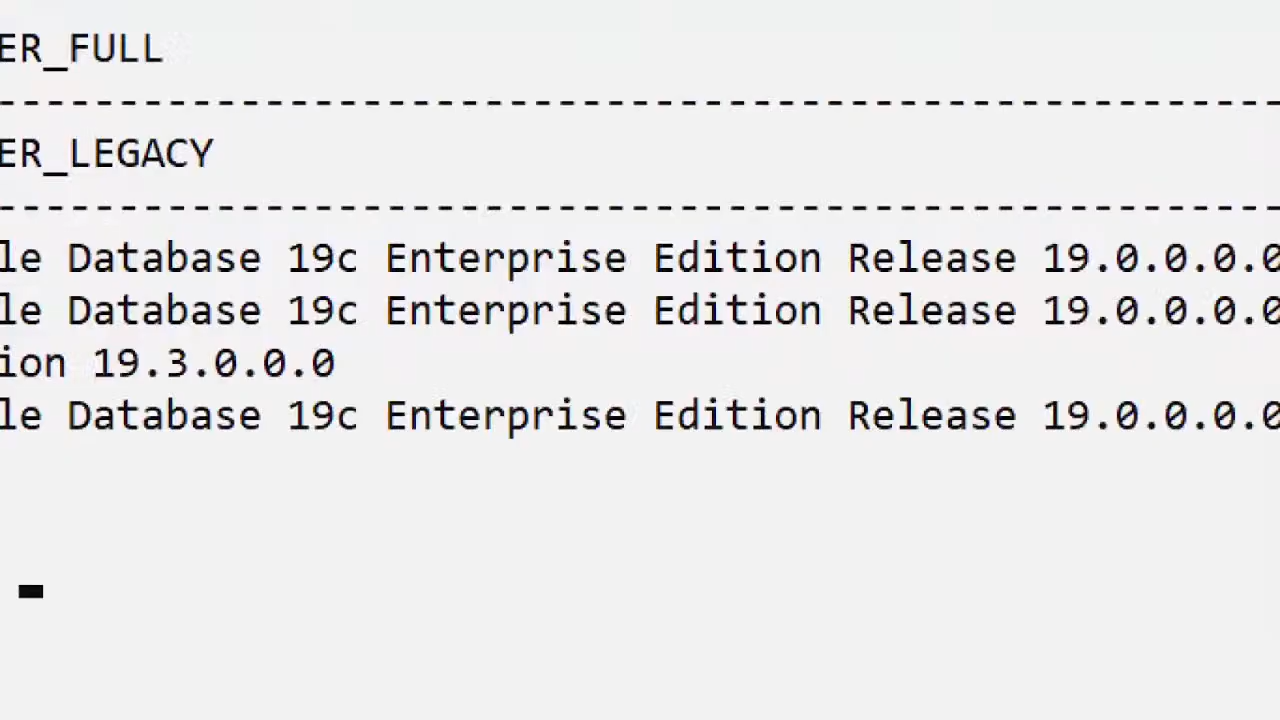 ER_FULL
--------------------------------------------------
ER_LEGACY
--------------------------------------------------
le Database 19c Enterprise Edition Release 19.0.0.0.0
le Database 19c Enterprise Edition Release 19.0.0.0.0
ion 19.3.0.0.0
le Database 19c Enterprise Edition Release 19.0.0.0.0